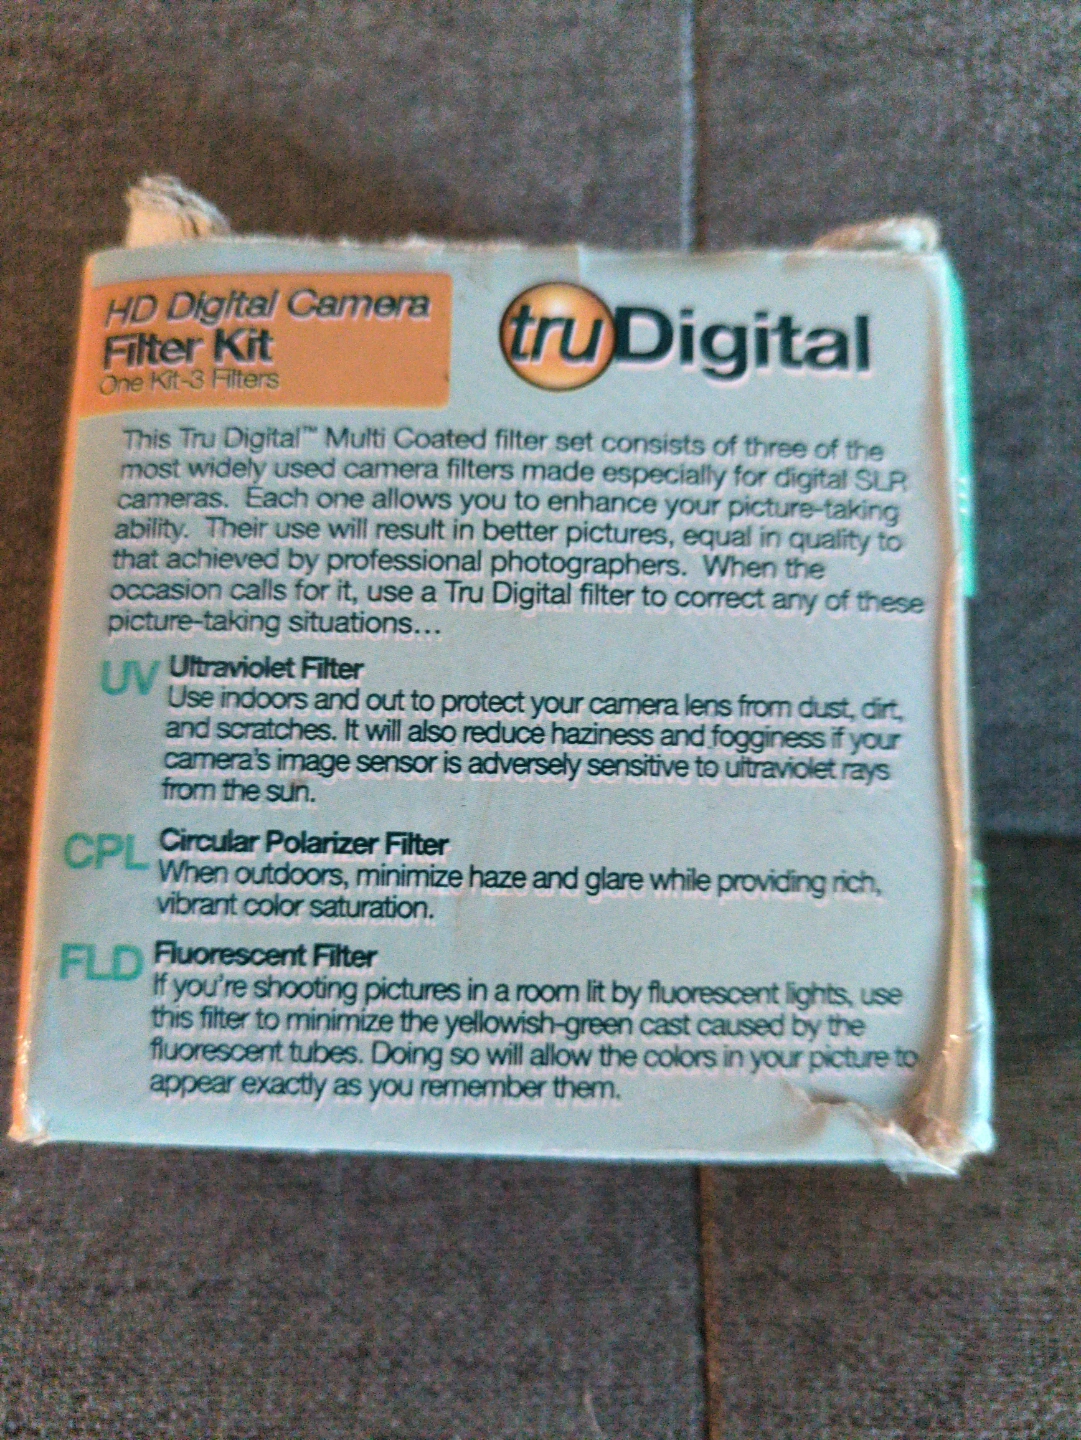 HD Digital Camera
Filter Kit
One Kit-3 Filters
truDigital
This Tru Digital™ Multi Coated filter set consists of three of the
most widely used camera filters made especially for digital SLR
cameras. Each one allows you to enhance your picture-taking
ability. Their use will result in better pictures, equal in quality to
that achieved by professional photographers. When the
occasion calls for it, use a Tru Digital filter to correct any of these
picture-taking situations...
UV Ultraviolet Filter
Use indoors and out to protect your camera lens from dust, dirt,
and scratches. It will also reduce haziness and fogginess if your
camera's image sensor is adversely sensitive to ultraviolet rays
from the sun.
CPL Circular Polarizer Filter
When outdoors, minimize haze and glare while providing rich,
vibrant color saturation.
FLD Fluorescent Filter
If you're shooting pictures in a room lit by fluorescent lights, use
this filter to minimize the yellowish-green cast caused by the
fluorescent tubes. Doing so will allow the colors in your picture to
appear exactly as you remember them.